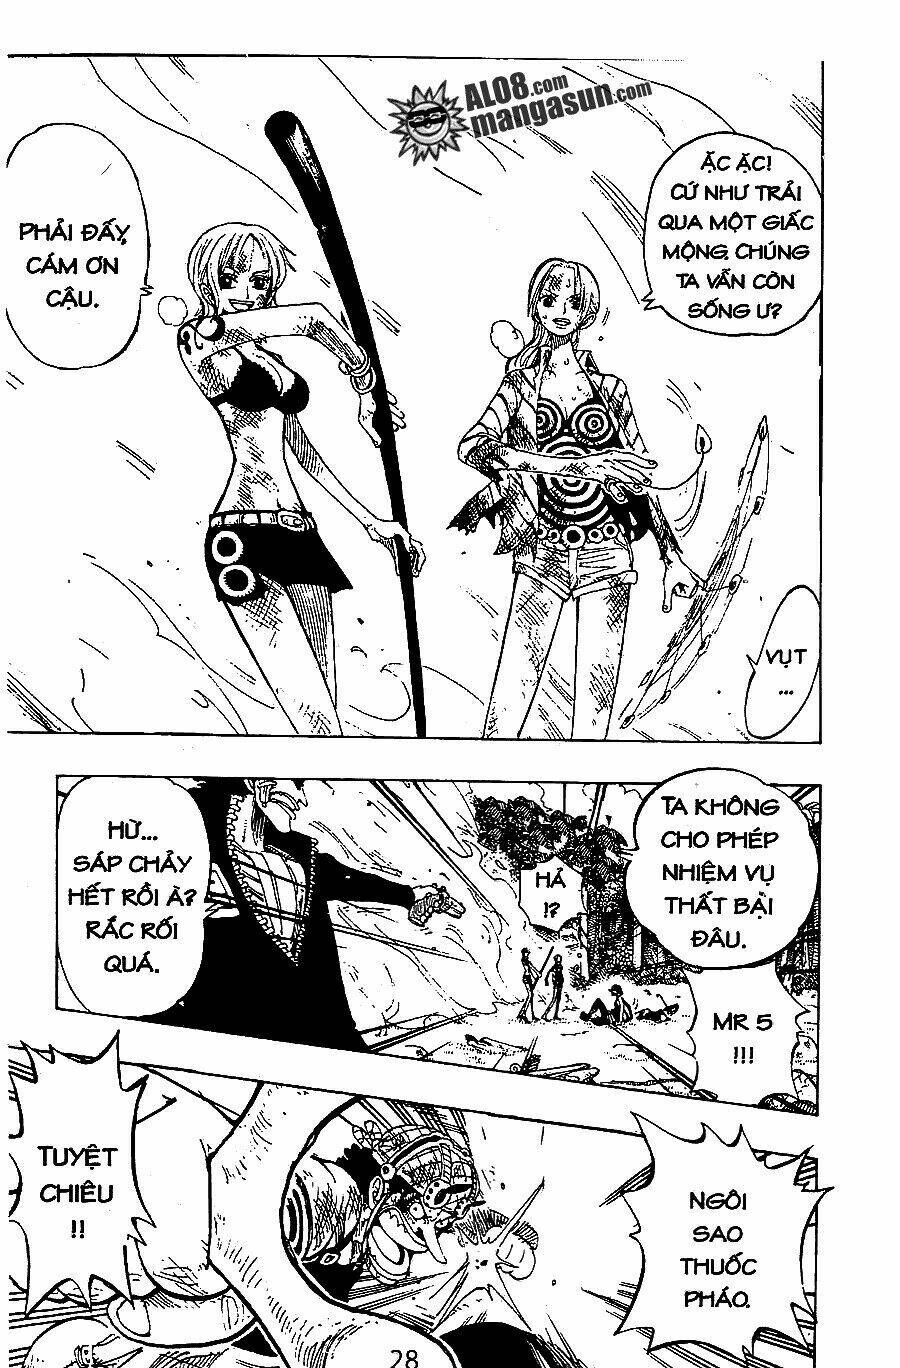 AL08.com
mangasun.com
ẶC ẶC!
CỨ NHƯ TRẢI
QUA MỘT GIẤC
MỘNG. CHÚNG
TA VẪN CÒN
SỐNG Ư?
PHẢI ĐẤY,
CÁM ƠN
CẬU.
VỤT
...
TA KHÔNG
CHO PHÉP
NHIỆM VỤ
THẤT BẠI
ĐÂU.
HẢ
!?
HỪ...
SÁP CHẢY
HẾT RỒI À?
RẮC RỐI
QUÁ.
MR 5
!!!
NGÔI
SAO
THUỐC
PHÁO.
TUYỆT
CHIÊU
!!
28